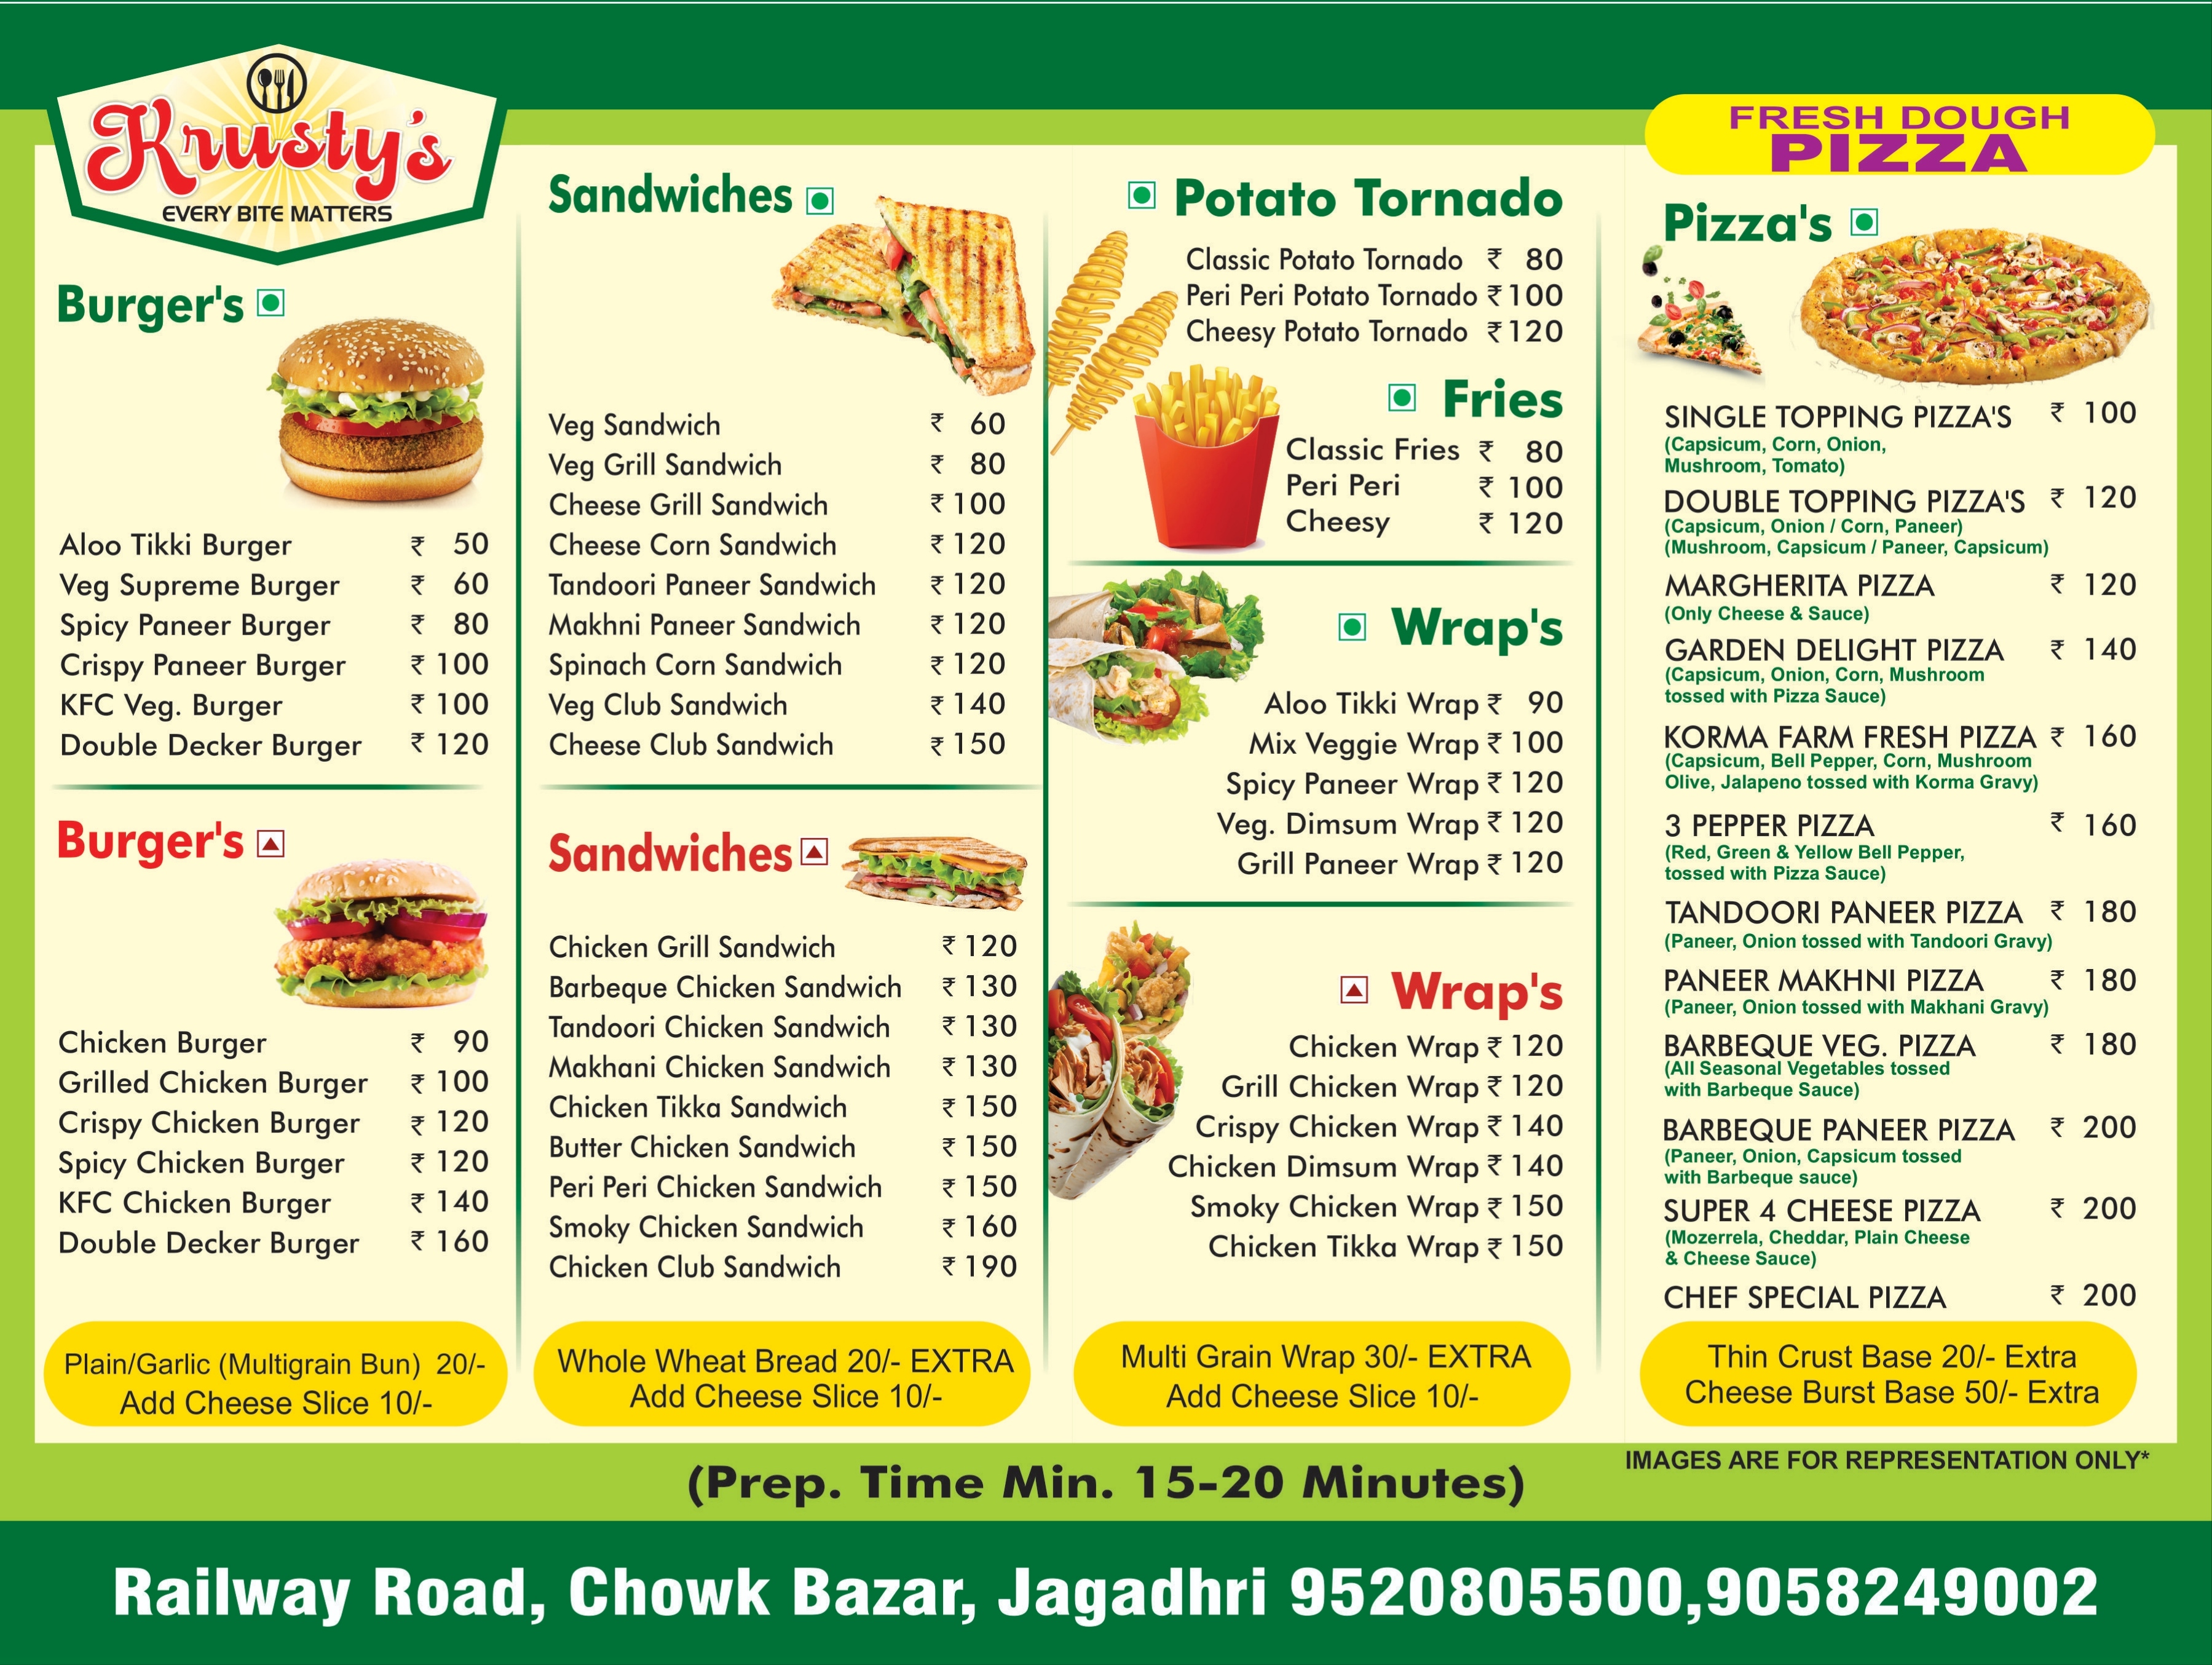 Krusty's
EVERY BITE MATTERS
Burger's
Aloo Tikki Burger ₹ 50
Veg Supreme Burger ₹ 60
Spicy Paneer Burger ₹ 80
Crispy Paneer Burger ₹ 100
KFC Veg. Burger ₹ 100
Double Decker Burger ₹ 120
Burger's
Chicken Burger ₹ 90
Grilled Chicken Burger ₹ 100
Crispy Chicken Burger ₹ 120
Spicy Chicken Burger ₹ 120
KFC Chicken Burger ₹ 140
Double Decker Burger ₹ 160
Plain/Garlic (Multigrain Bun) 20/-
Add Cheese Slice 10/-
Sandwiches
Veg Sandwich ₹ 60
Veg Grill Sandwich ₹ 80
Cheese Grill Sandwich ₹ 100
Cheese Corn Sandwich ₹ 120
Tandoori Paneer Sandwich ₹ 120
Makhni Paneer Sandwich ₹ 120
Spinach Corn Sandwich ₹ 120
Veg Club Sandwich ₹ 140
Cheese Club Sandwich ₹ 150
Sandwiches
Chicken Grill Sandwich ₹ 120
Barbeque Chicken Sandwich ₹ 130
Tandoori Chicken Sandwich ₹ 130
Makhani Chicken Sandwich ₹ 130
Chicken Tikka Sandwich ₹ 150
Butter Chicken Sandwich ₹ 150
Peri Peri Chicken Sandwich ₹ 150
Smoky Chicken Sandwich ₹ 160
Chicken Club Sandwich ₹ 190
Whole Wheat Bread 20/- EXTRA
Add Cheese Slice 10/-
Potato Tornado
Classic Potato Tornado ₹ 80
Peri Peri Potato Tornado ₹ 100
Cheesy Potato Tornado ₹ 120
Fries
Classic Fries ₹ 80
Peri Peri ₹ 100
Cheesy ₹ 120
Wrap's
Aloo Tikki Wrap ₹ 90
Mix Veggie Wrap ₹ 100
Spicy Paneer Wrap ₹ 120
Veg. Dimsum Wrap ₹ 120
Grill Paneer Wrap ₹ 120
Wrap's
Chicken Wrap ₹ 120
Grill Chicken Wrap ₹ 120
Crispy Chicken Wrap ₹ 140
Chicken Dimsum Wrap ₹ 140
Smoky Chicken Wrap ₹ 150
Chicken Tikka Wrap ₹ 150
Multi Grain Wrap 30/- EXTRA
Add Cheese Slice 10/-
FRESH DOUGH
PIZZA
Pizza's
SINGLE TOPPING PIZZA'S ₹ 100
(Capsicum, Corn, Onion,
Mushroom, Tomato)
DOUBLE TOPPING PIZZA'S ₹ 120
(Capsicum, Onion / Corn, Paneer)
(Mushroom, Capsicum / Paneer, Capsicum)
MARGHERITA PIZZA ₹ 120
(Only Cheese & Sauce)
GARDEN DELIGHT PIZZA ₹ 140
(Capsicum, Onion, Corn, Mushroom
tossed with Pizza Sauce)
KORMA FARM FRESH PIZZA ₹ 160
(Capsicum, Bell Pepper, Corn, Mushroom
Olive, Jalapeno tossed with Korma Gravy)
3 PEPPER PIZZA ₹ 160
(Red, Green & Yellow Bell Pepper,
tossed with Pizza Sauce)
TANDOORI PANEER PIZZA ₹ 180
(Paneer, Onion tossed with Tandoori Gravy)
PANEER MAKHNI PIZZA ₹ 180
(Paneer, Onion tossed with Makhani Gravy)
BARBEQUE VEG. PIZZA ₹ 180
(All Seasonal Vegetables tossed
with Barbeque Sauce)
BARBEQUE PANEER PIZZA ₹ 200
(Paneer, Onion, Capsicum tossed
with Barbeque sauce)
SUPER 4 CHEESE PIZZA ₹ 200
(Mozerrela, Cheddar, Plain Cheese
& Cheese Sauce)
CHEF SPECIAL PIZZA ₹ 200
Thin Crust Base 20/- Extra
Cheese Burst Base 50/- Extra
IMAGES ARE FOR REPRESENTATION ONLY*
(Prep. Time Min. 15-20 Minutes)
Railway Road, Chowk Bazar, Jagadhri 9520805500,9058249002